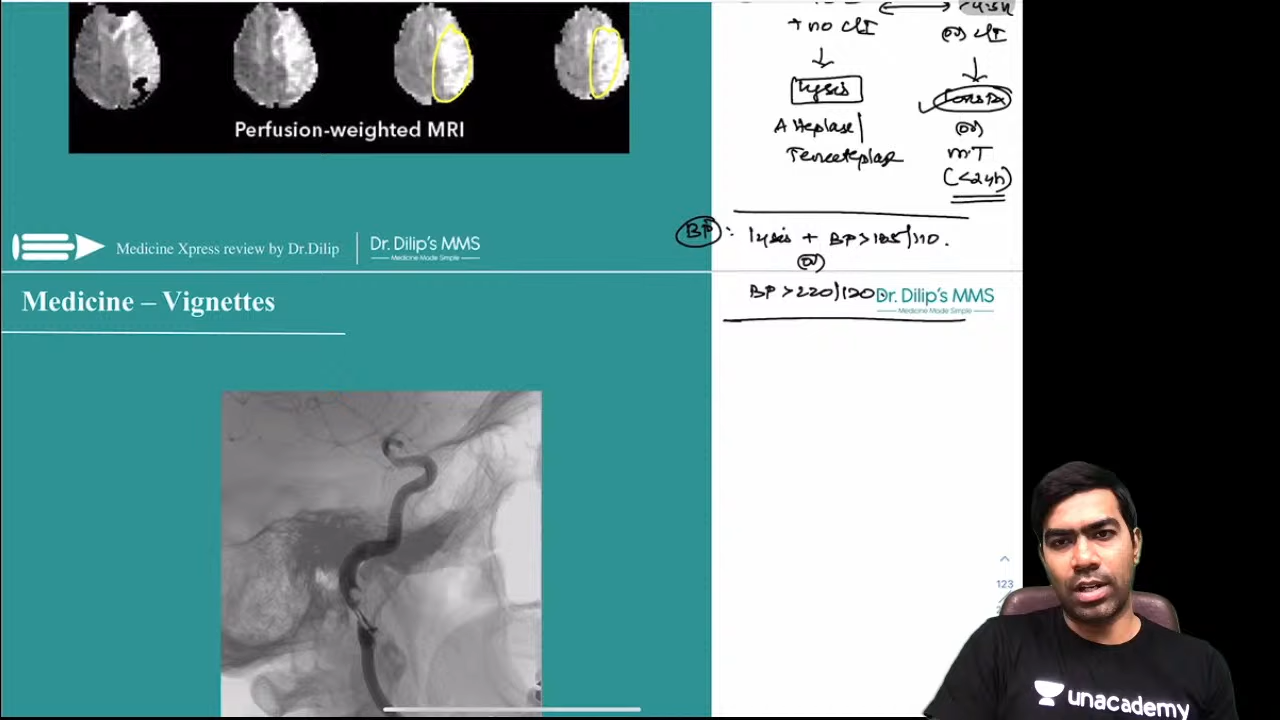 + no CI
(or) CI
Lysis
Alteplase/
Tenecteplase
(or)
MT
(<24h)
Perfusion-weighted MRI
BP: lysis + BP>185/110.
(or)
BP>220/120
Medicine Xpress review by Dr.Dilip
Dr. Dilip's MMS
Medicine Made Simple
Medicine – Vignettes
Dr. Dilip's MMS
Medicine Made Simple
123
unacademy